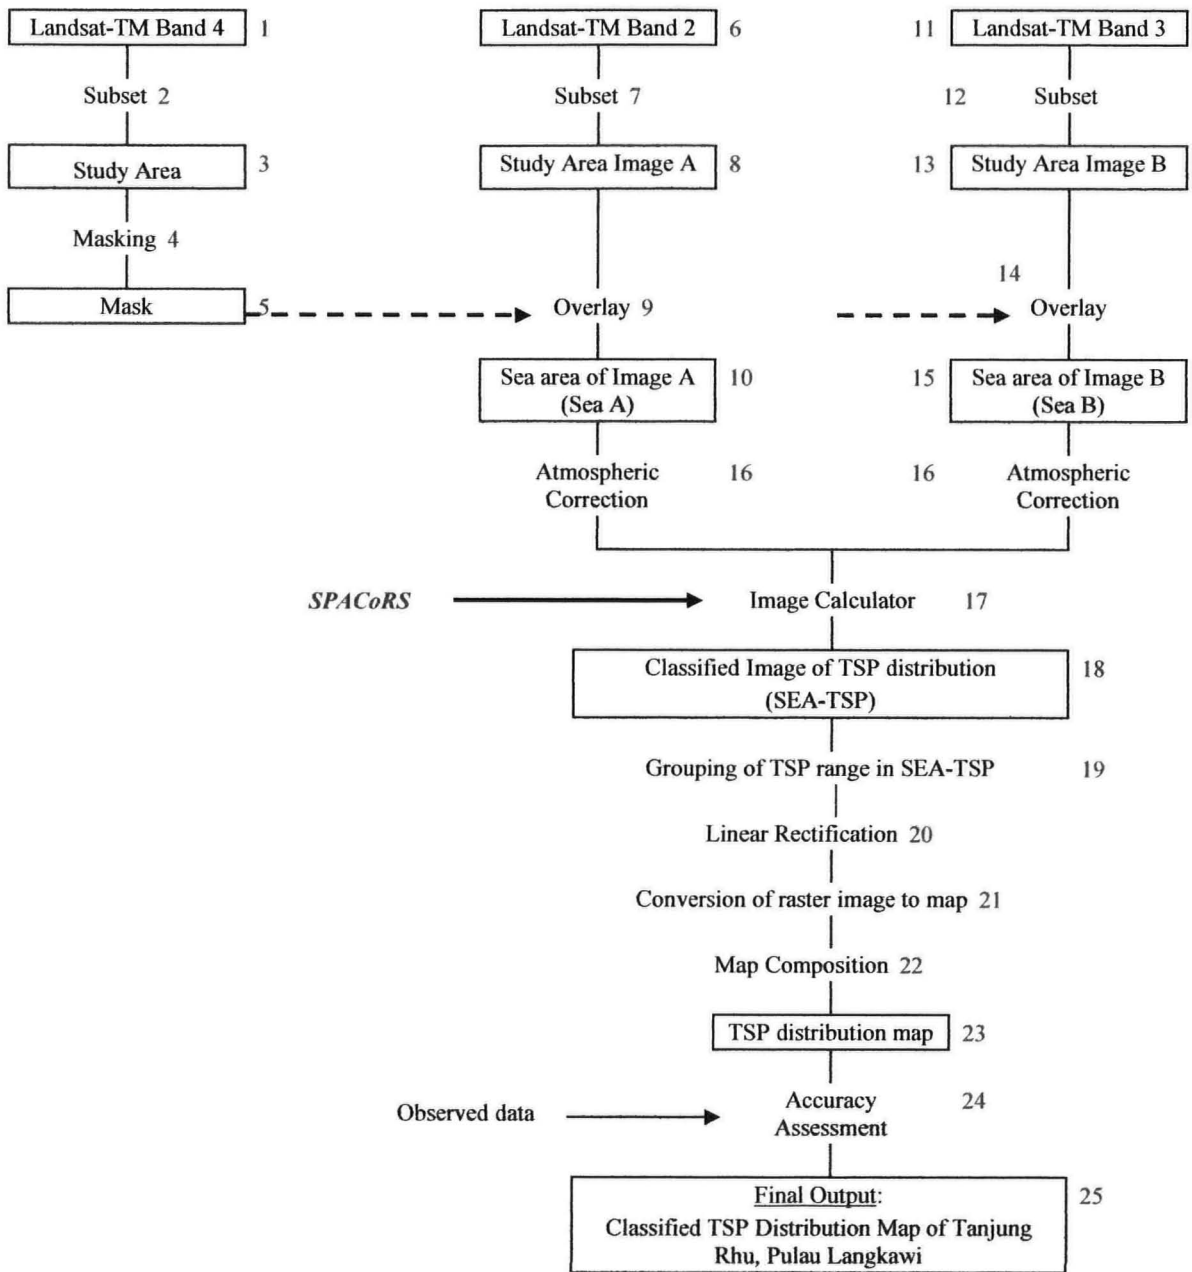 Landsat-TM Band 4 1
Landsat-TM Band 2 6
11 Landsat-TM Band 3
Subset 2
Subset 7
12 Subset
Study Area 3
Study Area Image A 8
13 Study Area Image B
Masking 4
14
Mask 5
Overlay 9
Overlay
Sea area of Image A 10
(Sea A)
15 Sea area of Image B
(Sea B)
Atmospheric 16
Correction
16 Atmospheric
Correction
SPACoRS
Image Calculator 17
Classified Image of TSP distribution 18
(SEA-TSP)
Grouping of TSP range in SEA-TSP 19
Linear Rectification 20
Conversion of raster image to map 21
Map Composition 22
TSP distribution map 23
Observed data
Accuracy 24
Assessment
Final Output: 25
Classified TSP Distribution Map of Tanjung
Rhu, Pulau Langkawi